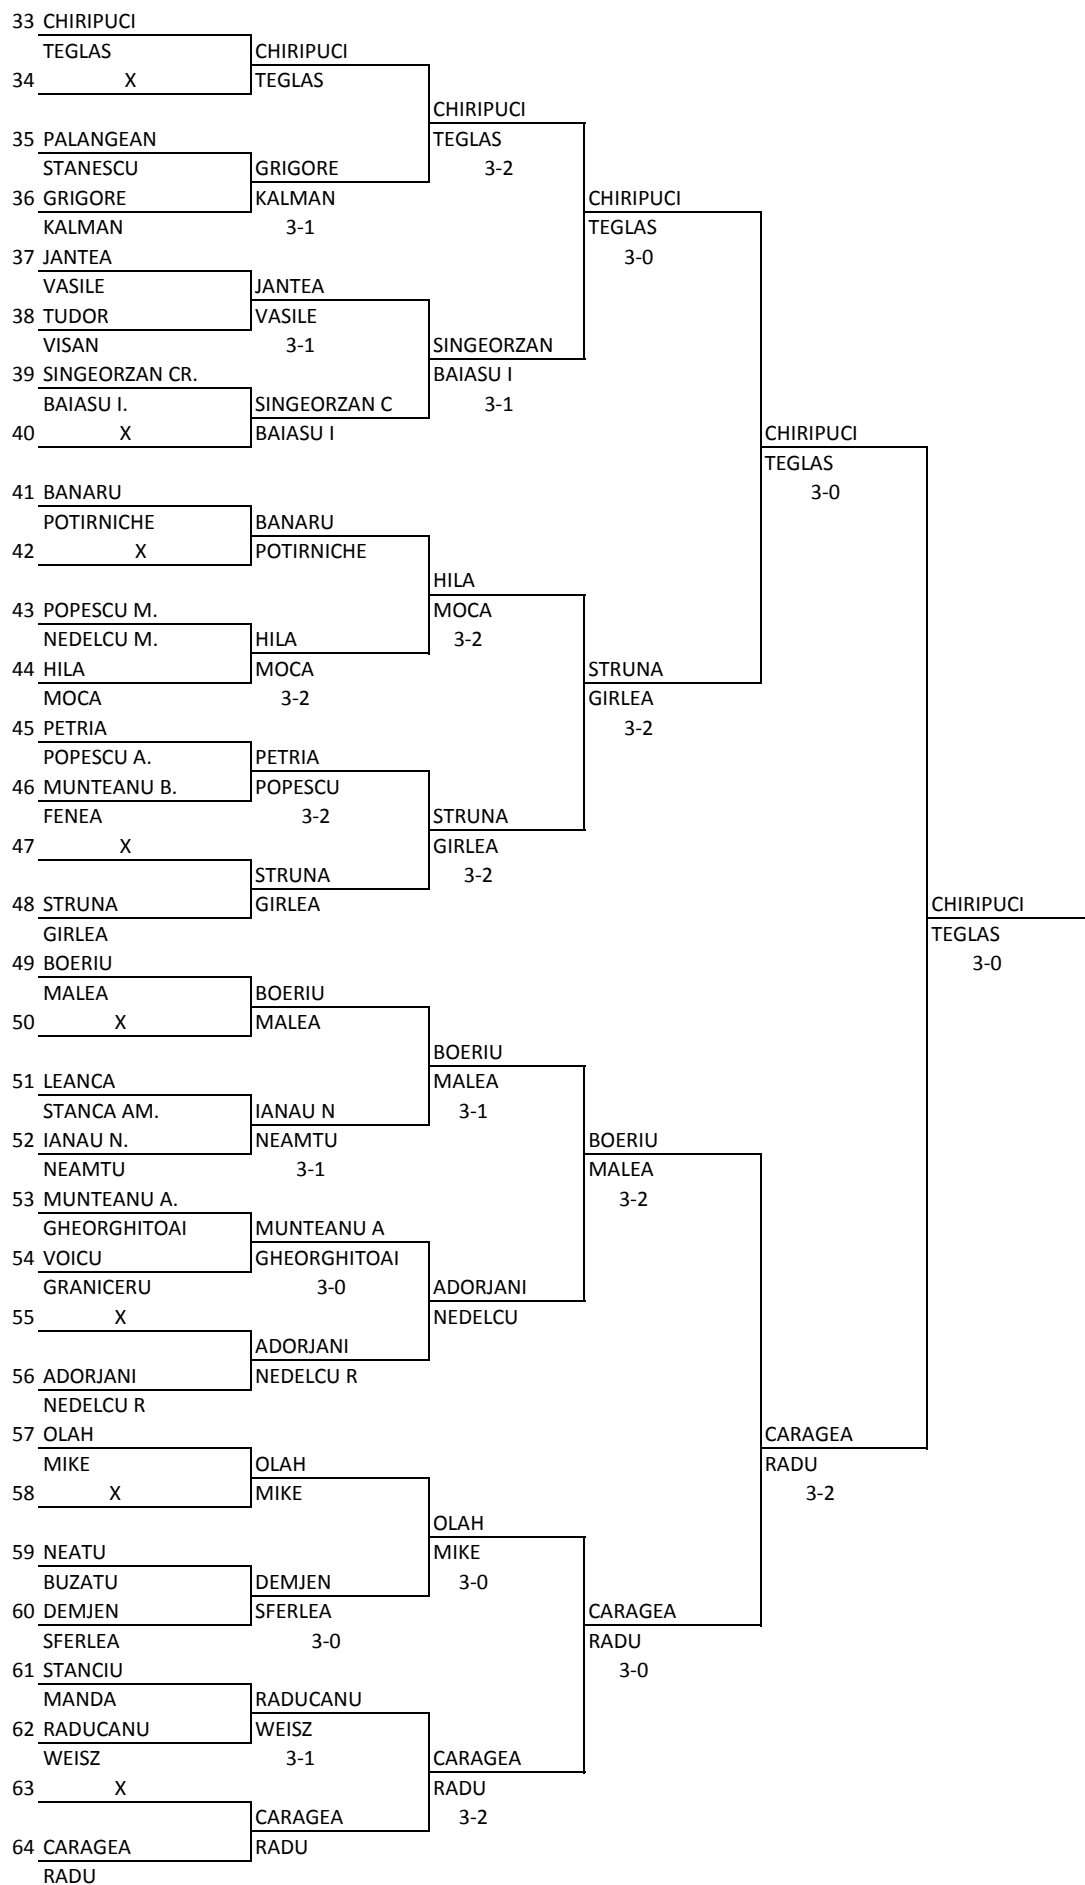 33 CHIRIPUCI
TEGLAS CHIRIPUCI
34 X TEGLAS
CHIRIPUCI
35 PALANGEAN TEGLAS
STANESCU GRIGORE 3-2
36 GRIGORE KALMAN CHIRIPUCI
KALMAN 3-1 TEGLAS
37 JANTEA 3-0
VASILE JANTEA
38 TUDOR VASILE
VISAN 3-1 SINGEORZAN
39 SINGEORZAN CR. BAIASU I
BAIASU I. SINGEORZAN C 3-1
40 X BAIASU I CHIRIPUCI
TEGLAS
41 BANARU 3-0
POTIRNICHE BANARU
42 X POTIRNICHE
HILA
43 POPESCU M. MOCA
NEDELCU M. HILA 3-2
44 HILA MOCA STRUNA
MOCA 3-2 GIRLEA
45 PETRIA 3-2
POPESCU A. PETRIA
46 MUNTEANU B. POPESCU
FENEA 3-2 STRUNA
47 X GIRLEA
STRUNA 3-2
48 STRUNA GIRLEA CHIRIPUCI
GIRLEA TEGLAS
49 BOERIU 3-0
MALEA BOERIU
50 X MALEA
BOERIU
51 LEANCA MALEA
STANCA AM. IANAU N 3-1
52 IANAU N. NEAMTU BOERIU
NEAMTU 3-1 MALEA
53 MUNTEANU A. 3-2
GHEORGHITOAI MUNTEANU A
54 VOICU GHEORGHITOAI
GRANICERU 3-0 ADORJANI
55 X NEDELCU
ADORJANI
56 ADORJANI NEDELCU R
NEDELCU R
57 OLAH CARAGEA
MIKE OLAH RADU
58 X MIKE 3-2
OLAH
59 NEATU MIKE
BUZATU DEMJEN 3-0
60 DEMJEN SFERLEA CARAGEA
SFERLEA 3-0 RADU
61 STANCIU 3-0
MANDA RADUCANU
62 RADUCANU WEISZ
WEISZ 3-1 CARAGEA
63 X RADU
CARAGEA 3-2
64 CARAGEA RADU
RADU